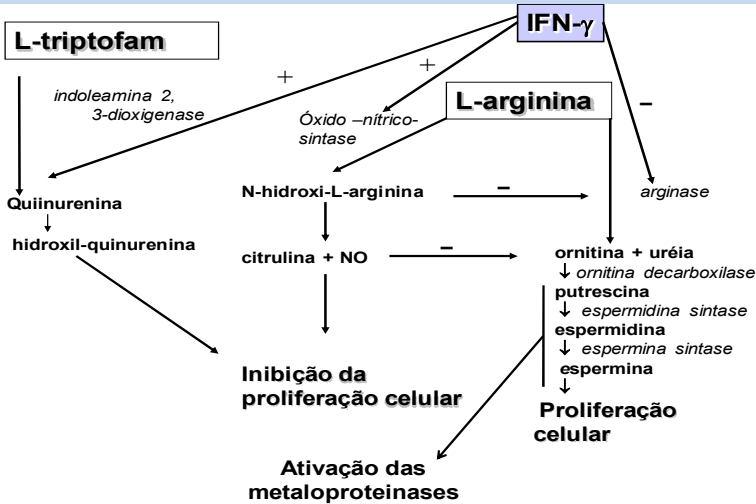 IFN-γ
L-triptofam
+
+
indoleamina 2,
3-dioxigenase
Óxido –nítrico-
sintase
L-arginina
–
Quiinurenina
N-hidroxi-L-arginina
–
arginase
hidroxil-quinurenina
citrulina + NO
–
ornitina + uréia
ornitina decarboxilase
putrescina
espermidina sintase
espermidina
espermina sintase
espermina
Inibição da
proliferação celular
Proliferação
celular
Ativação das
metaloproteinases